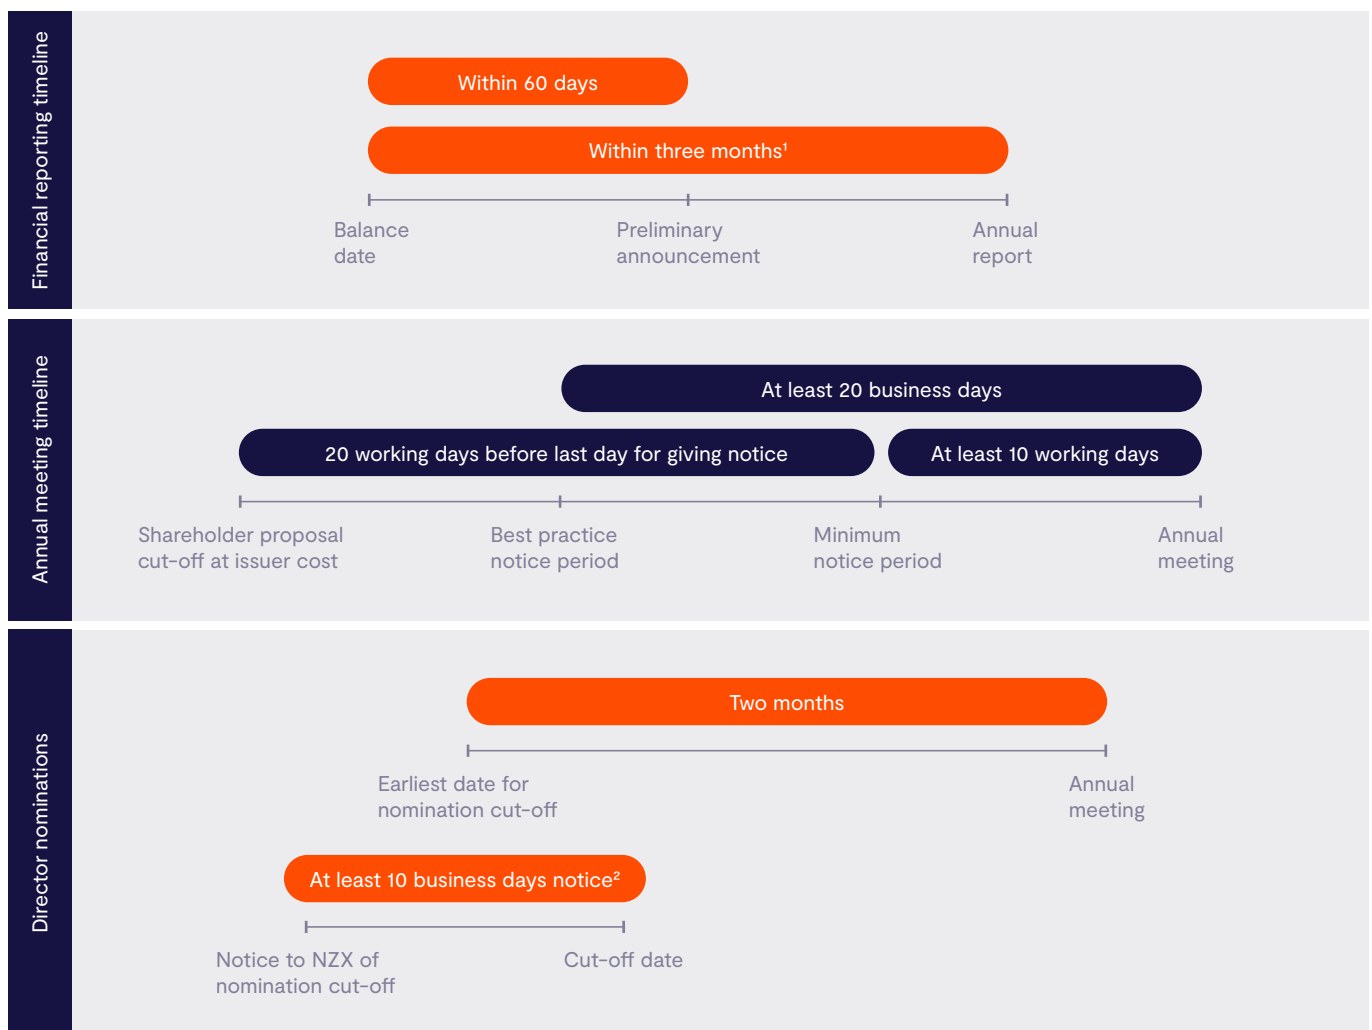 Financial reporting timeline
Within 60 days
Within three months¹
Balance
date
Preliminary
announcement
Annual
report
Annual meeting timeline
At least 20 business days
20 working days before last day for giving notice
At least 10 working days
Shareholder proposal
cut-off at issuer cost
Best practice
notice period
Minimum
notice period
Annual
meeting
Director nominations
Two months
Earliest date for
nomination cut-off
Annual
meeting
At least 10 business days notice²
Notice to NZX of
nomination cut-off
Cut-off date